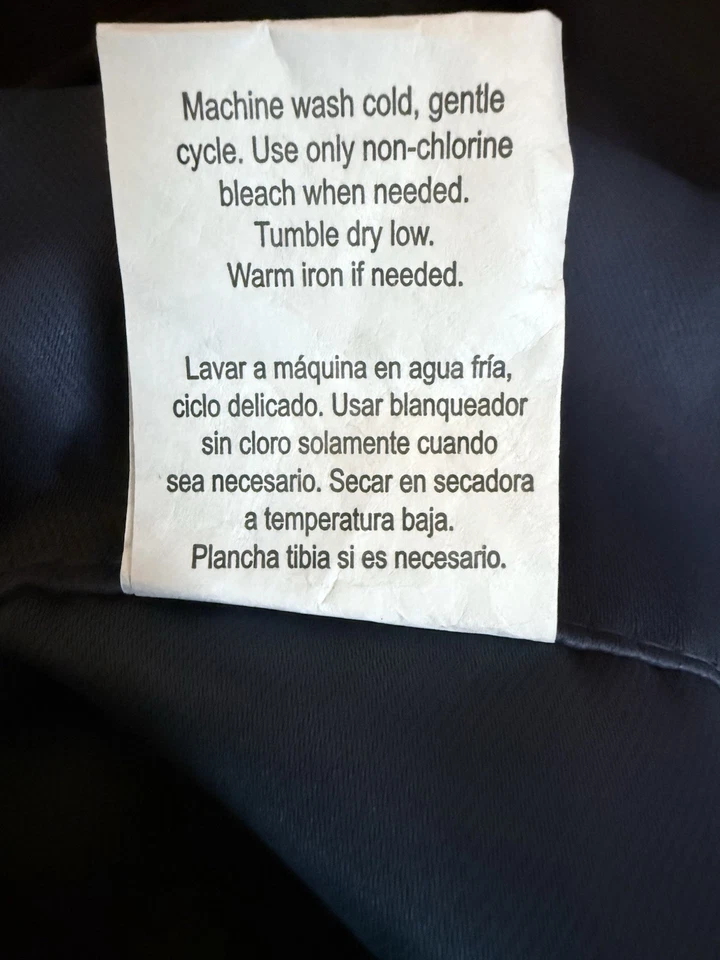 Machine wash cold, gentle
cycle. Use only non-chlorine
bleach when needed.
Tumble dry low.
Warm iron if needed.
Lavar a máquina en agua fría,
ciclo delicado. Usar blanqueador
sin cloro solamente cuando
sea necesario. Secar en secadora
a temperatura baja.
Plancha tibia si es necesario.